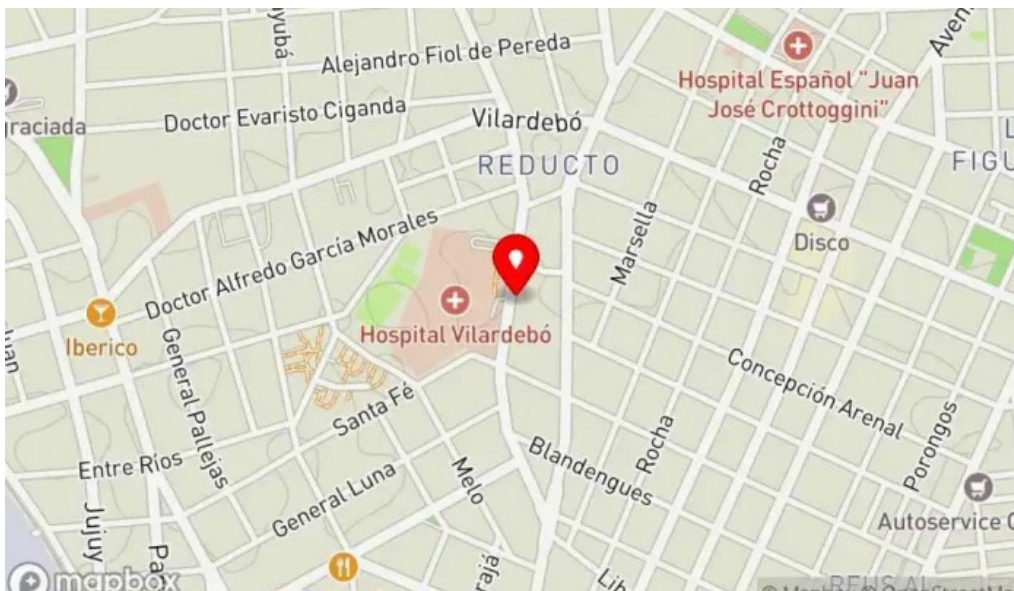 Alejandro Fiol de Pereda
Hospital Español "Juan
José Crottoggini"
graciada
Doctor Evaristo Ciganda
Vilardebó
REDUCTO
Rocha
FIGU
Marsella
Disco
Doctor Alfredo García Morales
Hospital Vilardebó
Iberico
General Pallejas
Concepción Arenal
Santa Fé
Rocha
Porongos
Entre Ríos
Blandengues
Melo
General Luna
Jujuy
Autoservice
mapbox